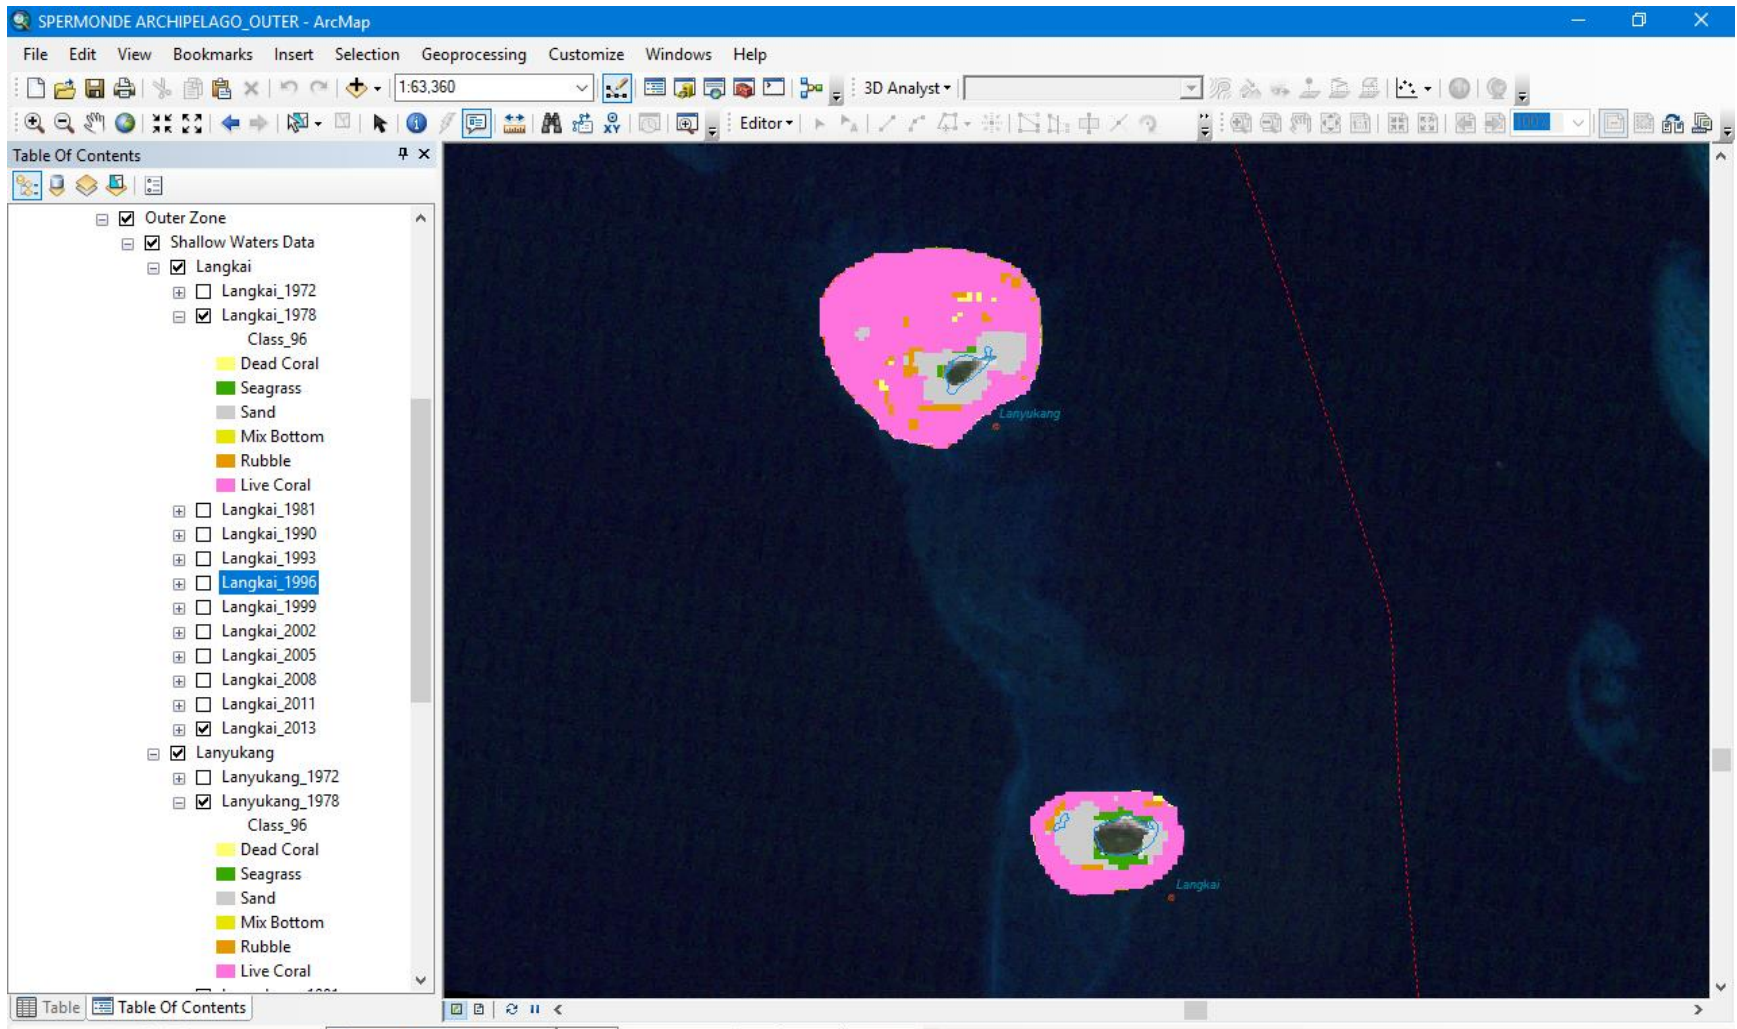 SPERMONDE ARCHIPELAGO_OUTER - ArcMap
File Edit View Bookmarks Insert Selection Geoprocessing Customize Windows Help
1:63,360 3D Analyst
Editor 100%
Table Of Contents
Outer Zone
Shallow Waters Data
Langkai
Langkai_1972
Langkai_1978
Class_96
Dead Coral
Seagrass
Sand
Mix Bottom
Rubble
Live Coral
Langkai_1981
Langkai_1990
Langkai_1993
Langkai_1996
Langkai_1999
Langkai_2002
Langkai_2005
Langkai_2008
Langkai_2011
Langkai_2013
Lanyukang
Lanyukang_1972
Lanyukang_1978
Class_96
Dead Coral
Seagrass
Sand
Mix Bottom
Rubble
Live Coral
Table Table Of Contents
Lanyukang
Langkai